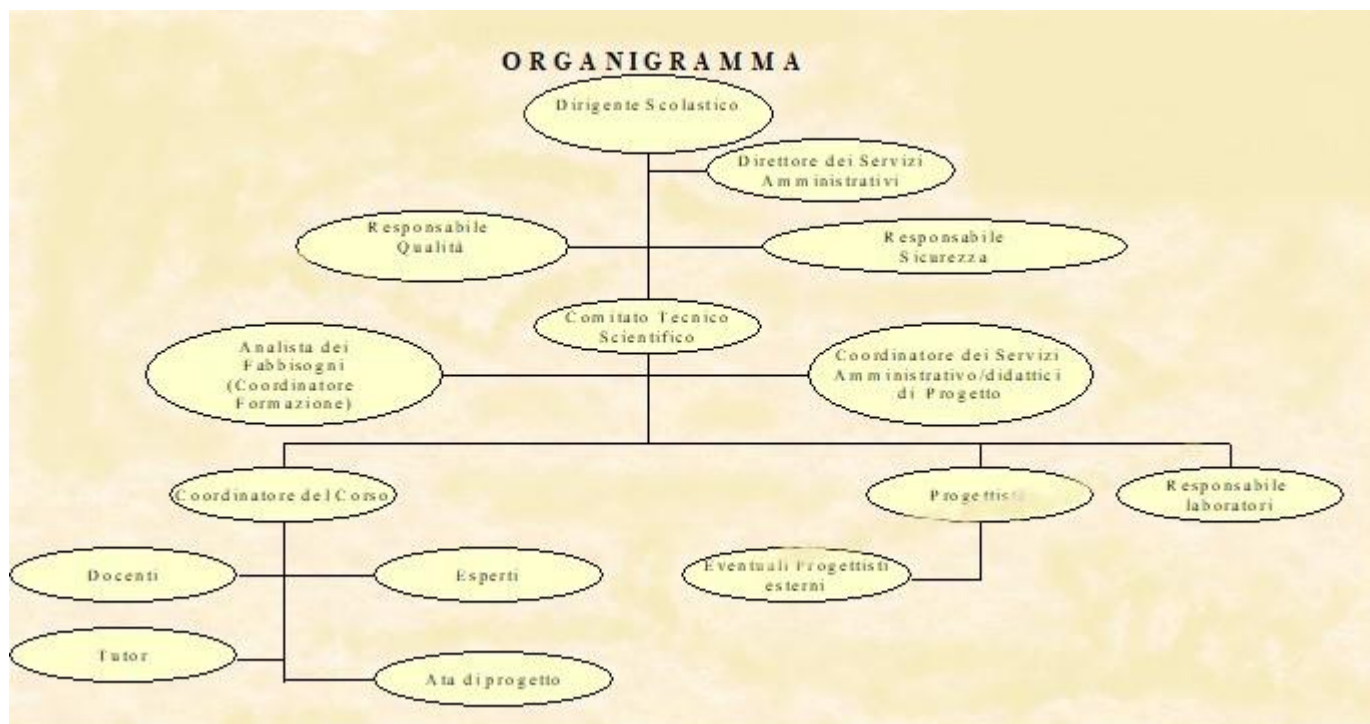 ORGANIGRAMMA
Dirigente Scolastico
Direttore dei Servizi
Amministrativi
Responsabile
Qualità
Responsabile
Sicurezza
Comitato Tecnico
Scientifico
Analista dei
Fabbisogni
(Coordinatore
Formazione)
Coordinatore dei Servizi
Amministrativo/didattici
di Progetto
Coordinatore del Corso
Responsabile
laboratori
Docenti
Esperti
Eventuali Progettisti
esterni
Tutor
Ata di progetto